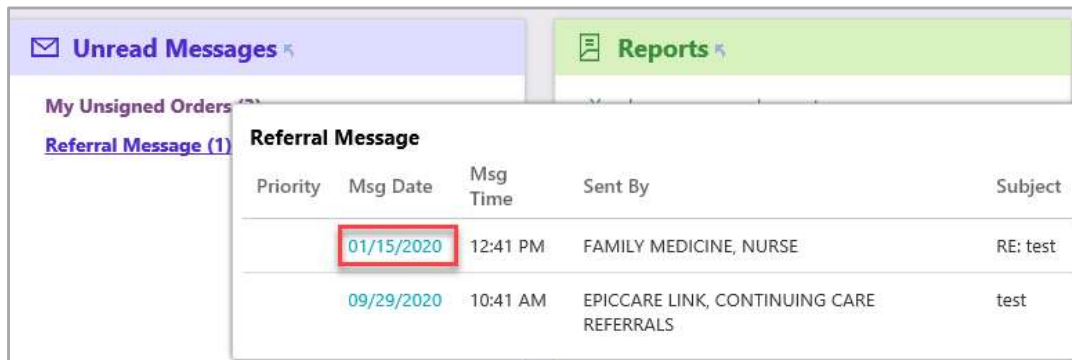 Unread Messages
Reports
My Unsigned Orders
Referral Message (1)
Referral Message
Priority Msg Date Msg Time Sent By Subject
01/15/2020 12:41 PM FAMILY MEDICINE, NURSE RE: test
09/29/2020 10:41 AM EPICCARE LINK, CONTINUING CARE REFERRALS test